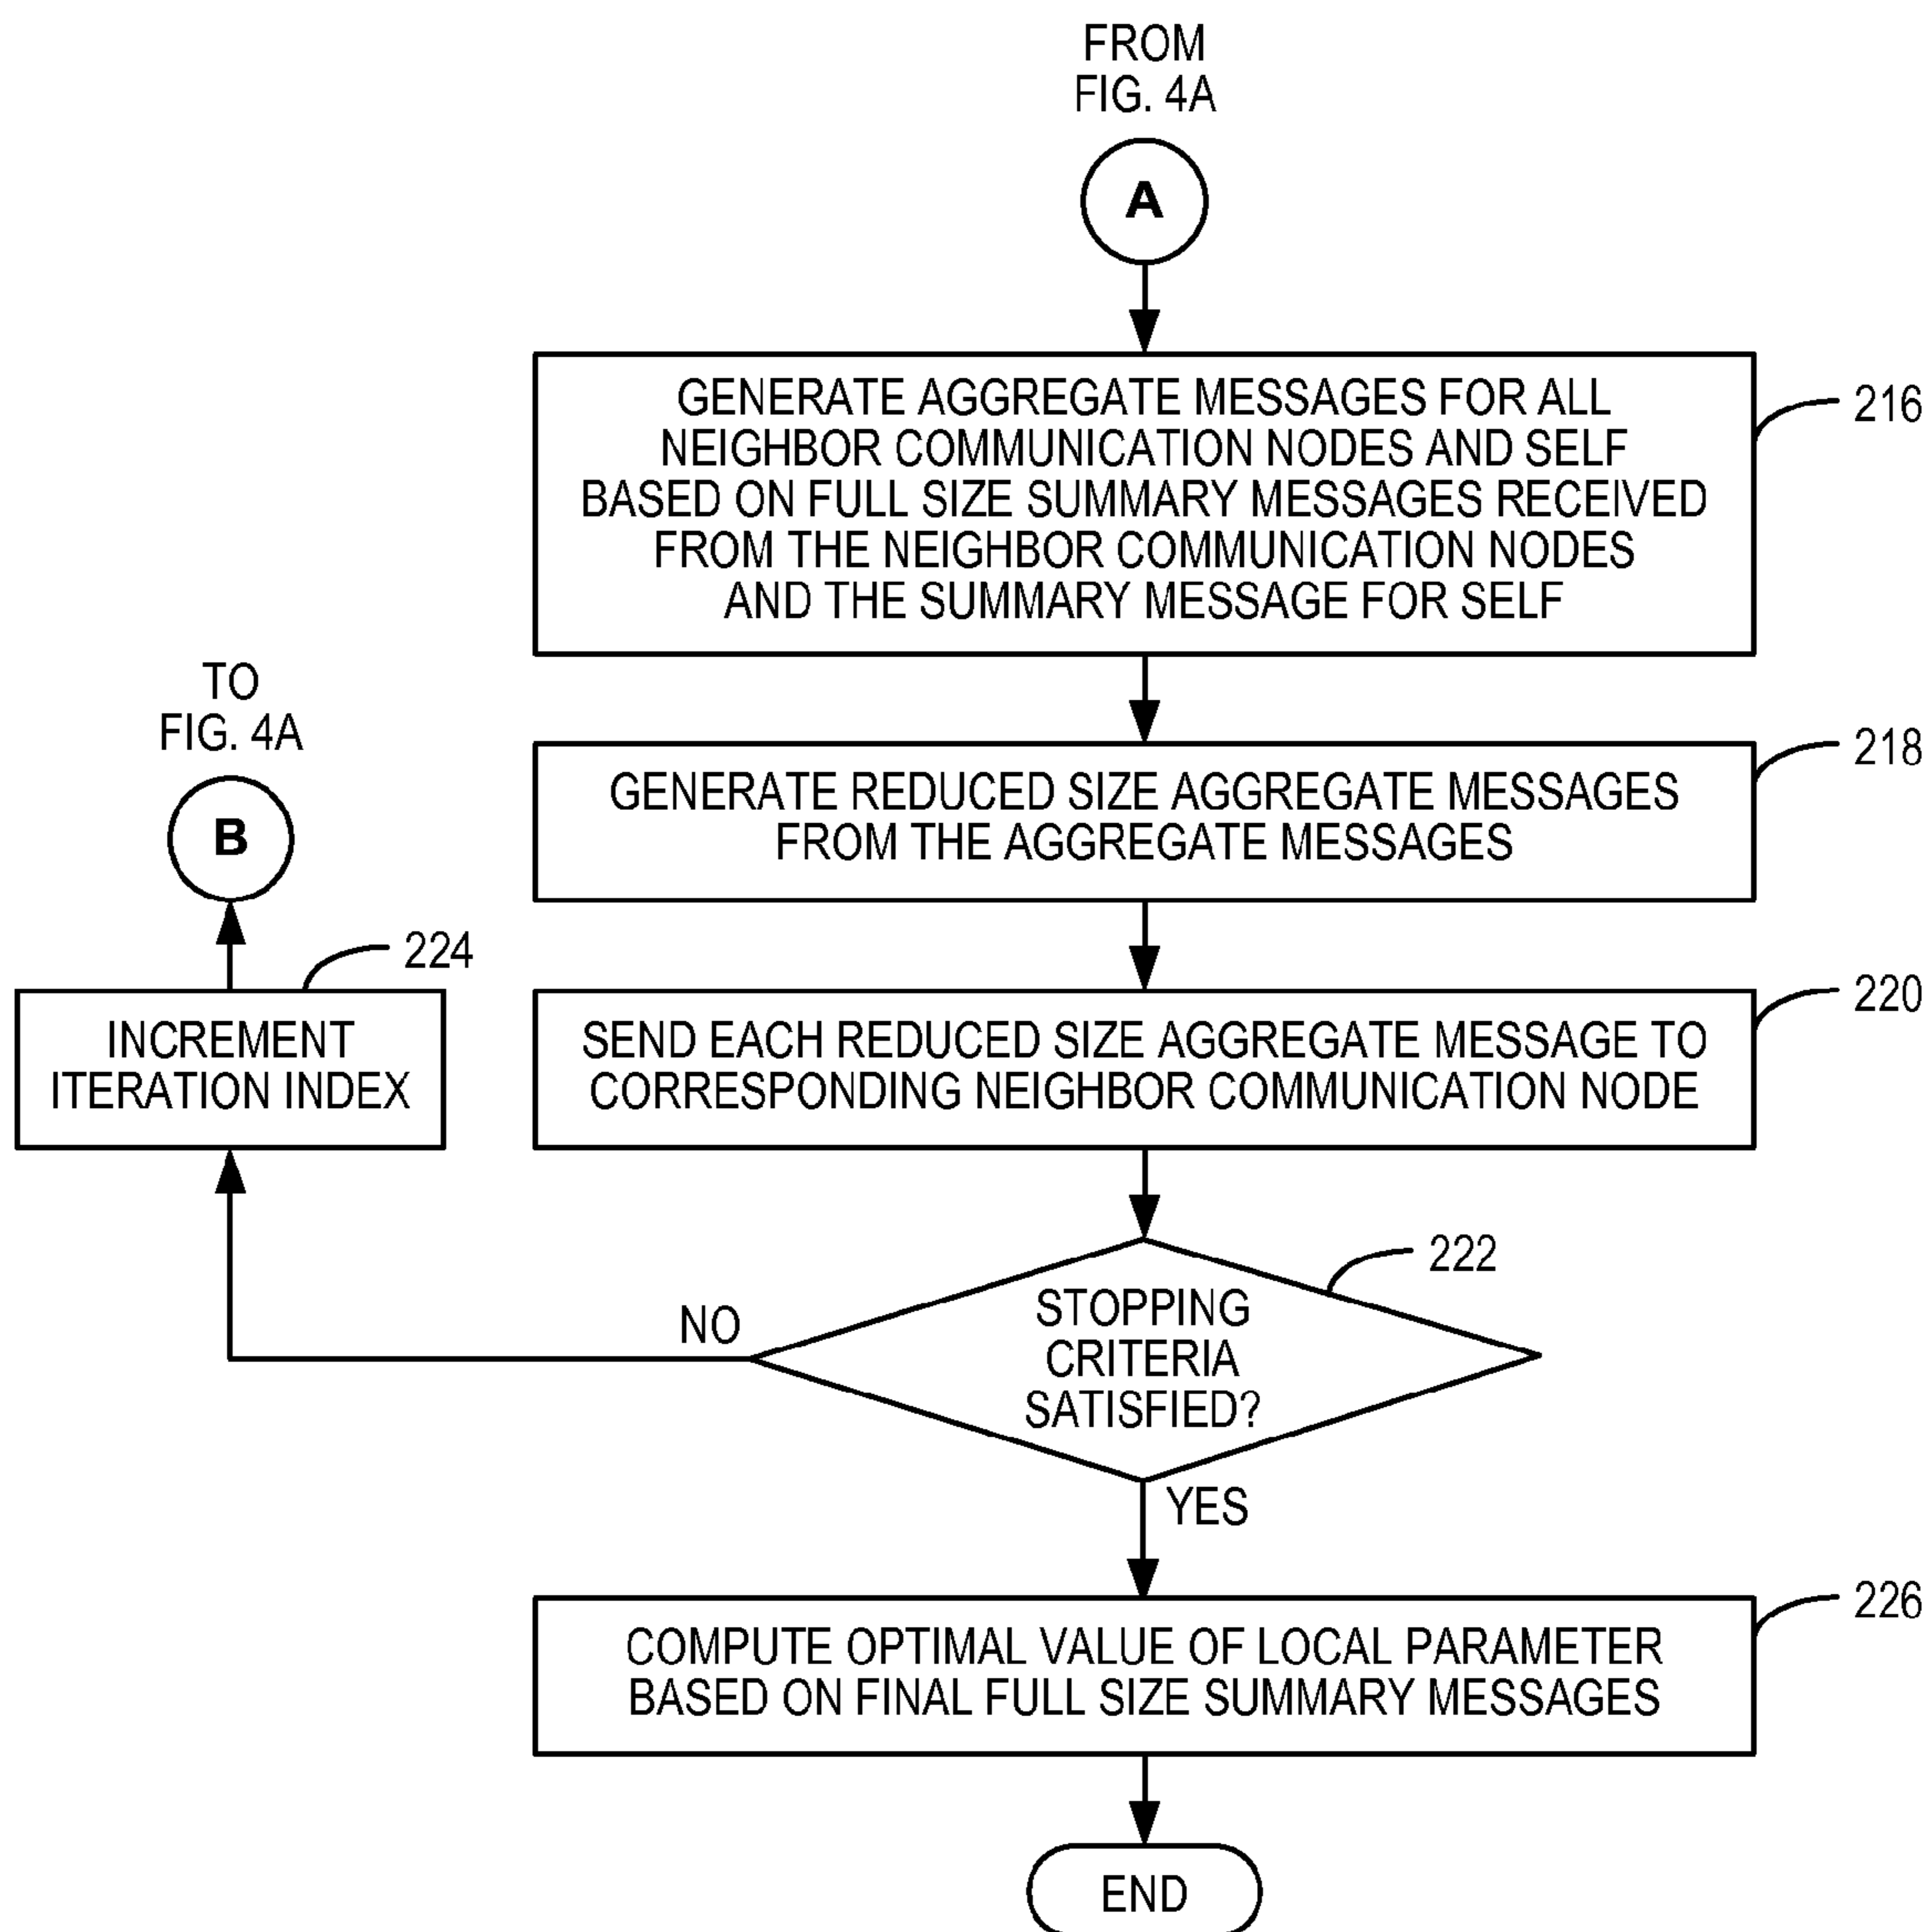 FROM
FIG. 4A
A
GENERATE AGGREGATE MESSAGES FOR ALL
NEIGHBOR COMMUNICATION NODES AND SELF
BASED ON FULL SIZE SUMMARY MESSAGES RECEIVED
FROM THE NEIGHBOR COMMUNICATION NODES
AND THE SUMMARY MESSAGE FOR SELF
216
TO
FIG. 4A
B
GENERATE REDUCED SIZE AGGREGATE MESSAGES
FROM THE AGGREGATE MESSAGES
218
224
INCREMENT
ITERATION INDEX
SEND EACH REDUCED SIZE AGGREGATE MESSAGE TO
CORRESPONDING NEIGHBOR COMMUNICATION NODE
220
222
STOPPING
CRITERIA
SATISFIED?
NO
YES
COMPUTE OPTIMAL VALUE OF LOCAL PARAMETER
BASED ON FINAL FULL SIZE SUMMARY MESSAGES
226
END